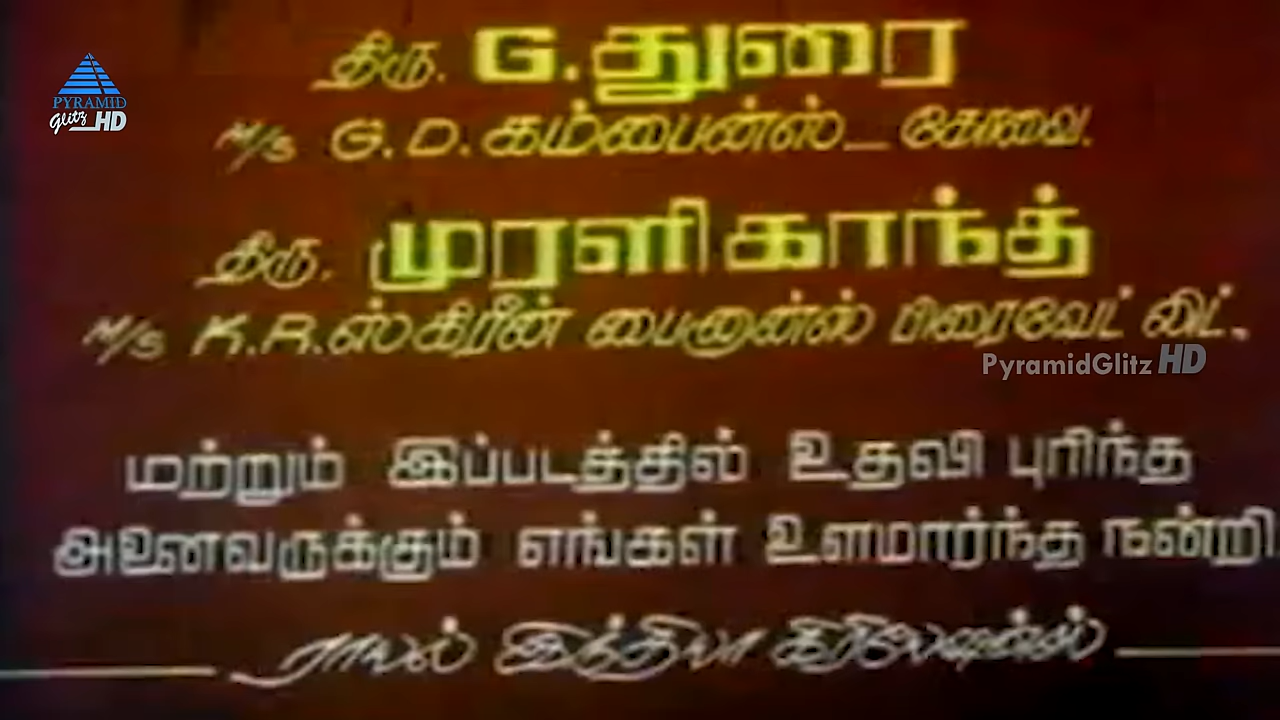 திரு. G.துரை
PYRAMID
glitz HD
M/s G.D.கம்பைன்ஸ்_கோவை.
திரு. முரளிகாந்த்
M/s K.R.ஸ்கிரீன் பைனான்ஸ் பிரைவேட் லிட்.,
PyramidGlitz HD
மற்றும் இப்படத்தில் உதவி புரிந்த
அனைவருக்கும் எங்கள் உளமார்ந்த நன்றி
ராயல் இந்தியா கிரியேஷன்ஸ்